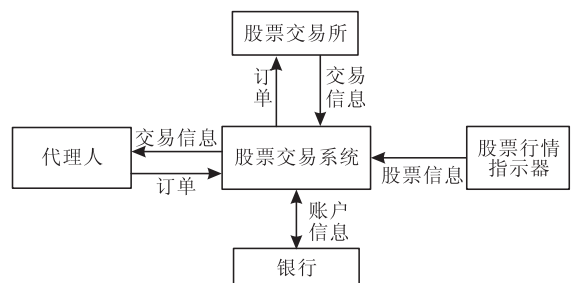 股票交易所
订
单
交易
信息
代理人
交易信息
订单
股票交易系统
股票信息
股票行情
指示器
账户
信息
银行